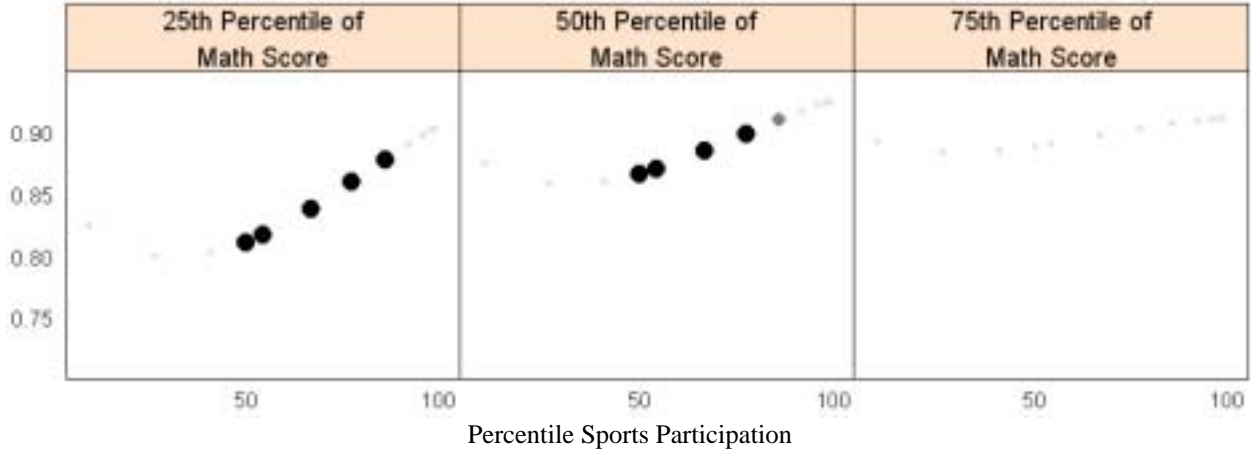 25th Percentile of
Math Score
50th Percentile of
Math Score
75th Percentile of
Math Score
0.90
0.85
0.80
0.75
50
100
50
100
50
100
Percentile Sports Participation